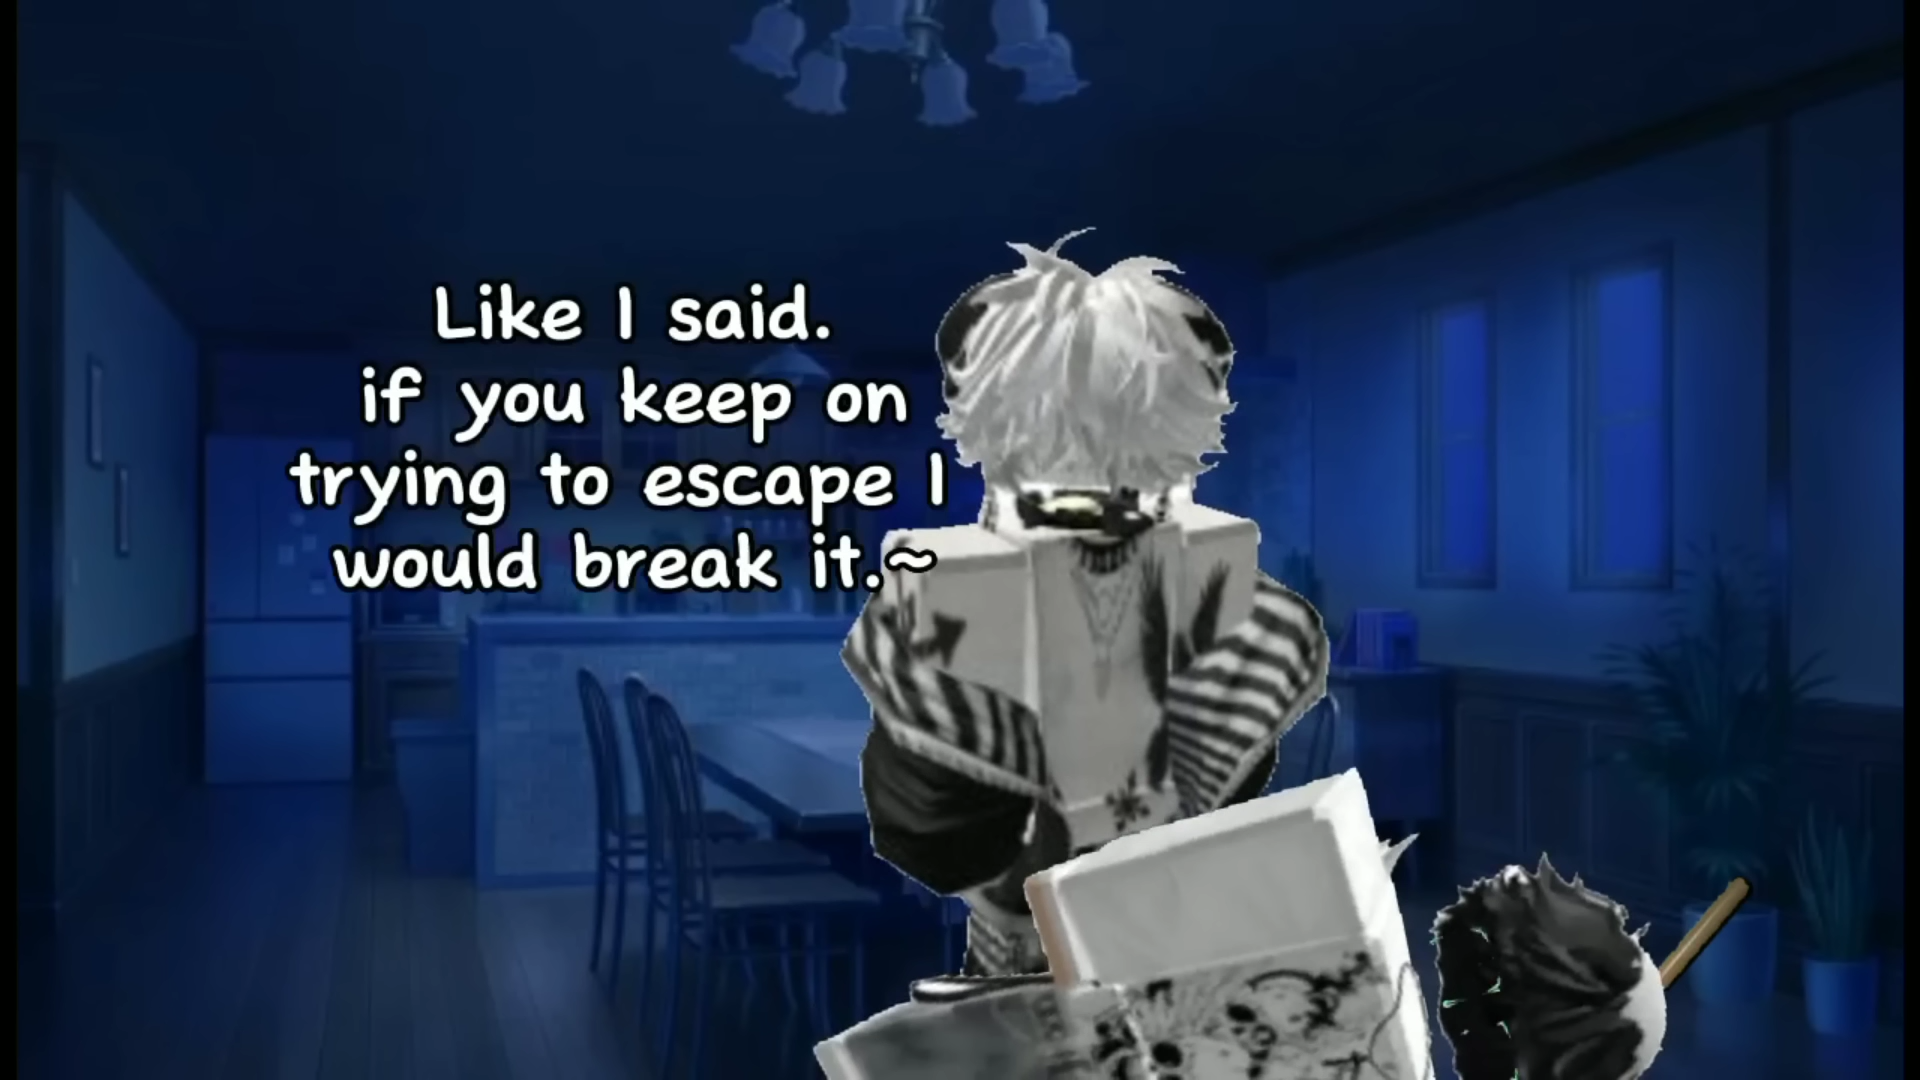 Like I said.
if you keep on
trying to escape I
would break it.~